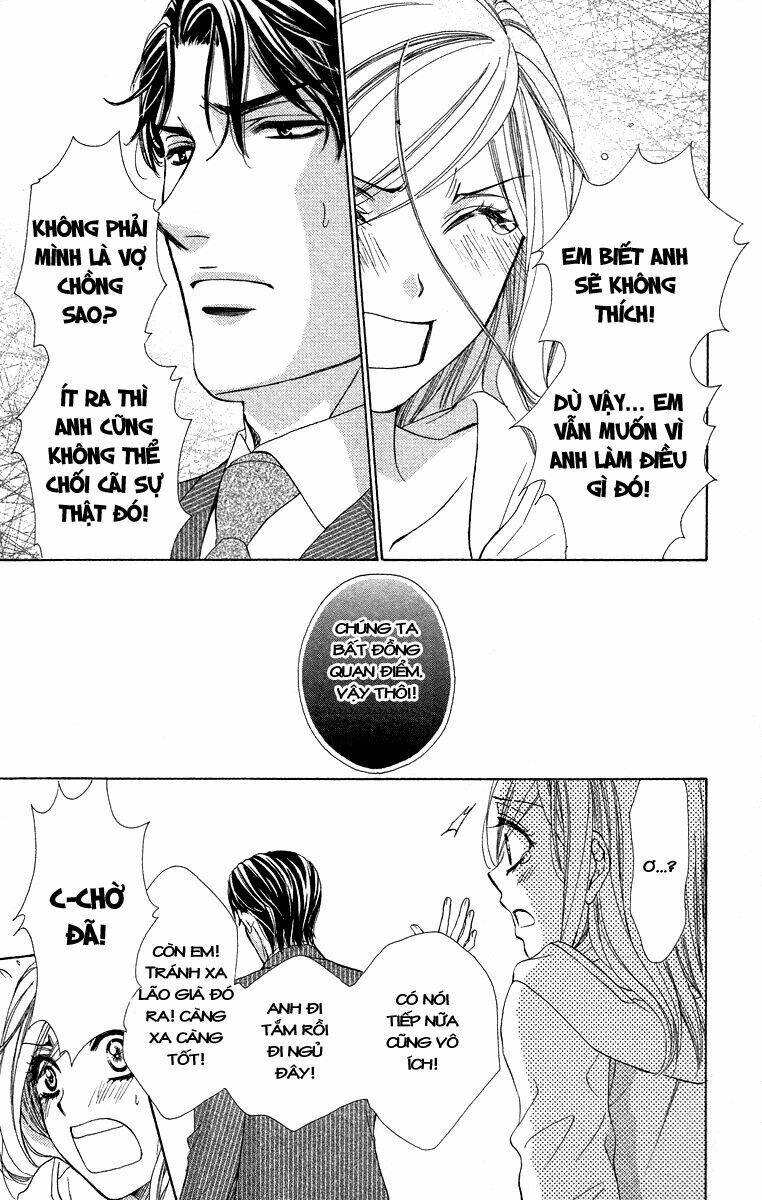 EM BIẾT ANH
SẼ KHÔNG
THÍCH!
DÙ VẬY... EM
VẪN MUỐN VÌ
ANH LÀM ĐIỀU
GÌ ĐÓ!
KHÔNG PHẢI
MÌNH LÀ VỢ
CHỒNG
SAO?
ÍT RA THÌ
ANH CŨNG
KHÔNG THỂ
CHỐI CÃI SỰ
THẬT ĐÓ!
CHÚNG TA
BẤT ĐỒNG
QUAN ĐIỂM,
VẬY THÔI!
Ơ...?
CÓ NÓI
TIẾP NỮA
CŨNG VÔ
ÍCH!
ANH ĐI
TẮM RỒI
ĐI NGỦ
ĐÂY!
CÒN EM!
TRÁNH XA
LÃO GIÀ ĐÓ
RA! CÀNG
XA CÀNG
TỐT!
C-CHỜ
ĐÃ!